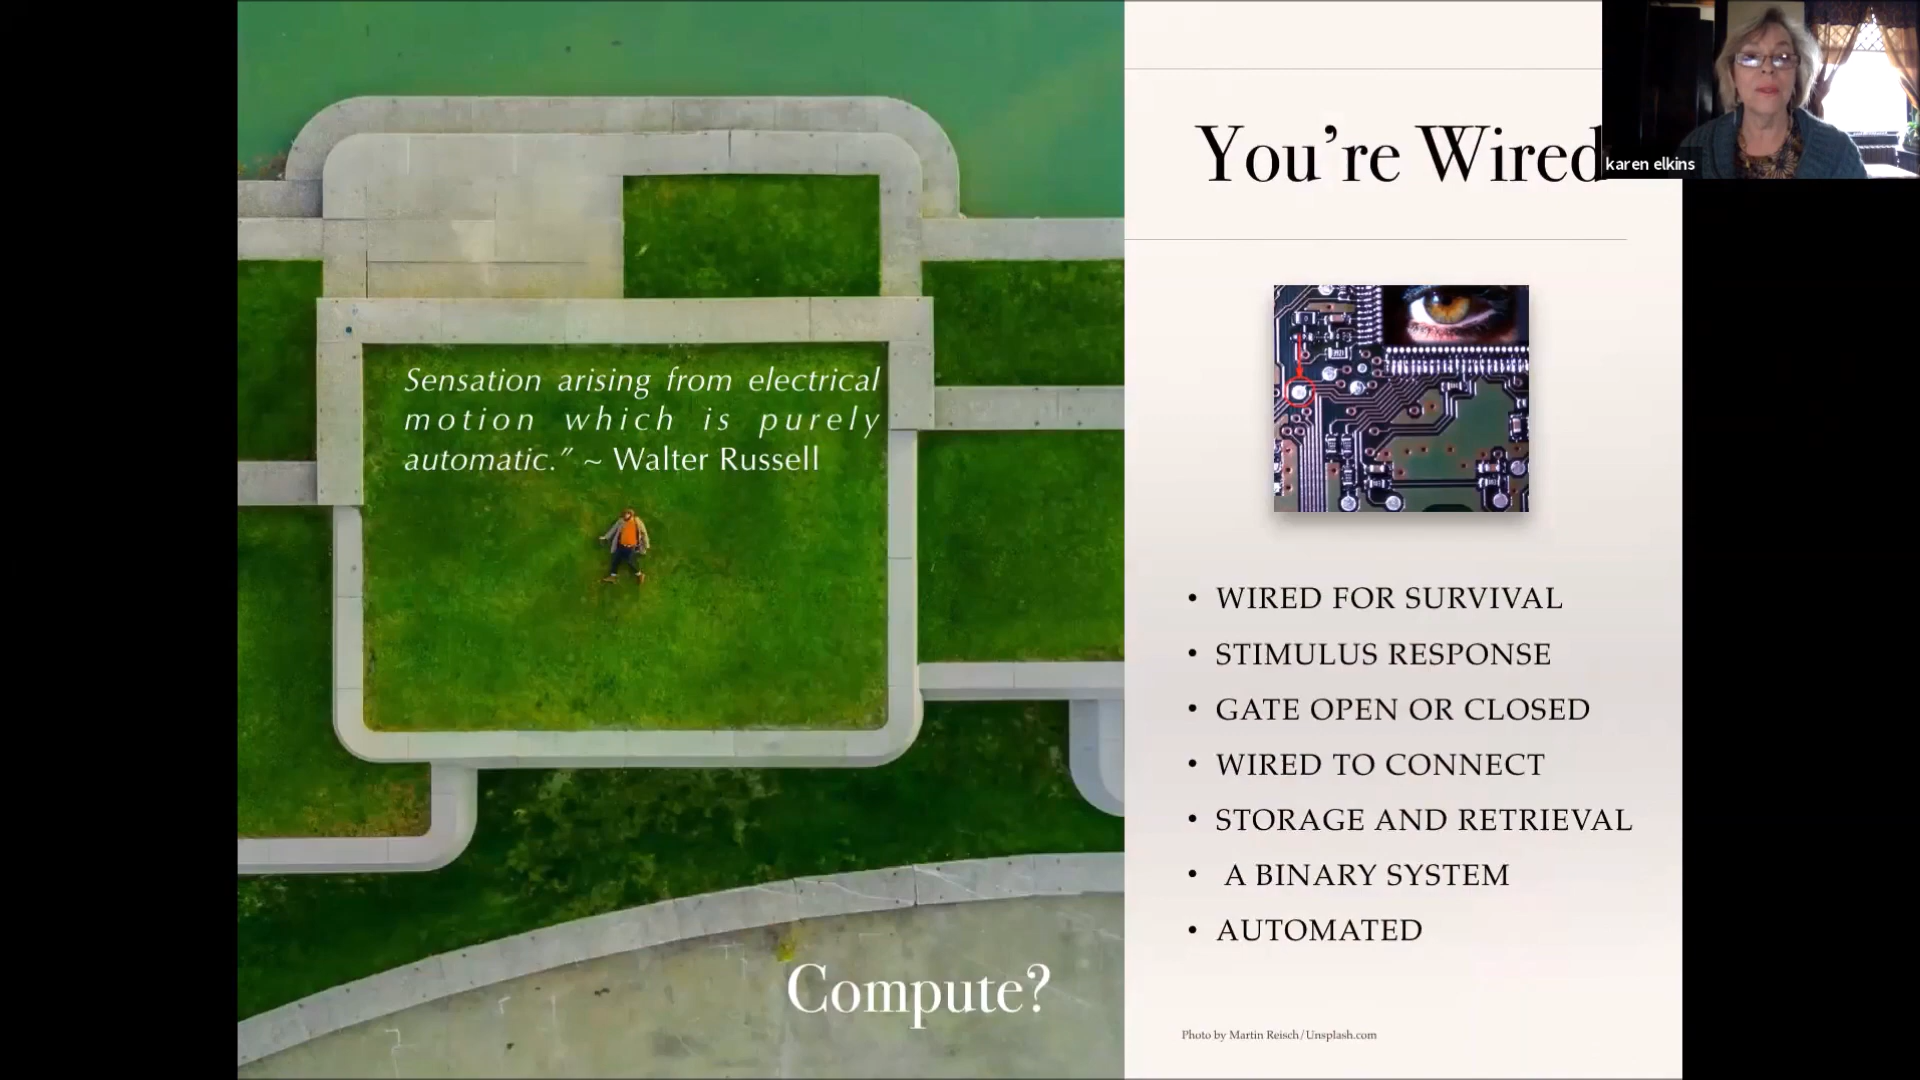 Sensation arising from electrical
motion which is purely
automatic.” ~ Walter Russell
Compute?
You’re Wired
karen elkins
• WIRED FOR SURVIVAL
• STIMULUS RESPONSE
• GATE OPEN OR CLOSED
• WIRED TO CONNECT
• STORAGE AND RETRIEVAL
• A BINARY SYSTEM
• AUTOMATED
Photo by Martin Reisch/Unsplash.com